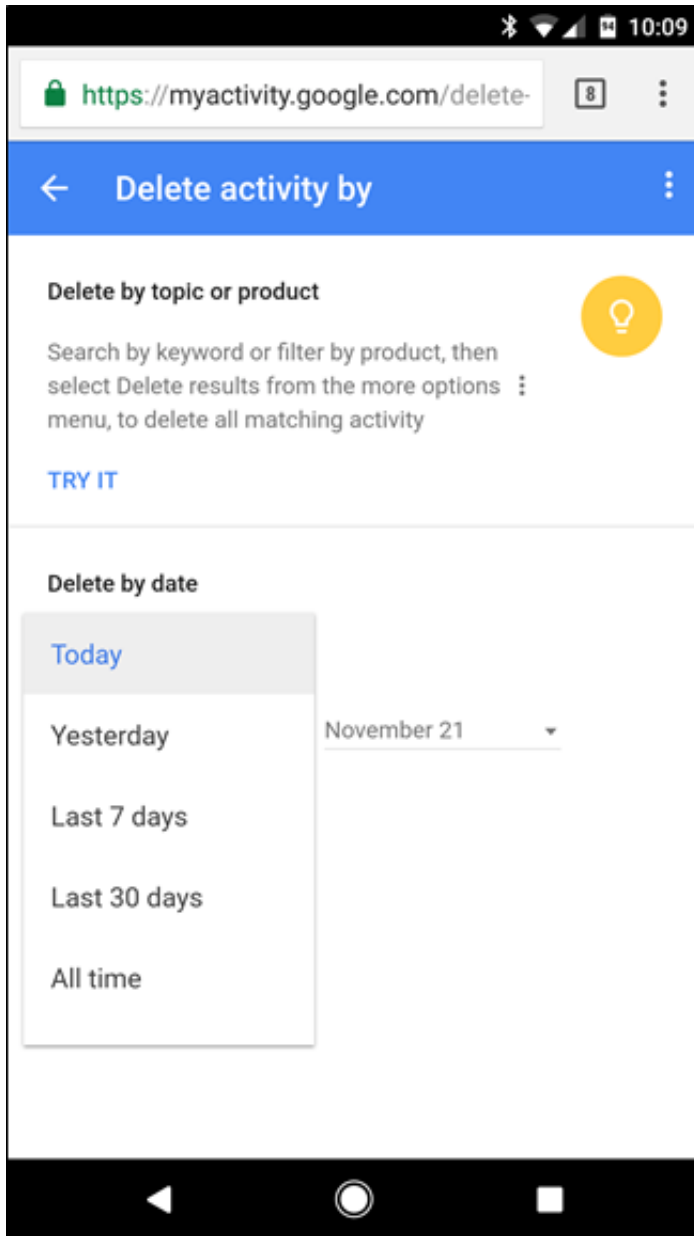 94 10:09
https://myactivity.google.com/delete- 8
Delete activity by
Delete by topic or product
Search by keyword or filter by product, then
select Delete results from the more options
menu, to delete all matching activity
TRY IT
Delete by date
Today
Yesterday
November 21
Last 7 days
Last 30 days
All time